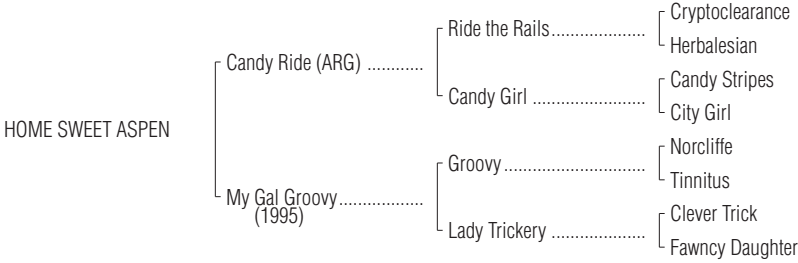 Cryptoclearance
Ride the Rails.....................
Herbalesian
Candy Ride (ARG) ............
Candy Stripes
Candy Girl .........................
City Girl
HOME SWEET ASPEN
Norcliffe
Groovy................................
Tinnitus
My Gal Groovy..................
(1995)
Clever Trick
Lady Trickery .....................
Fawncy Daughter